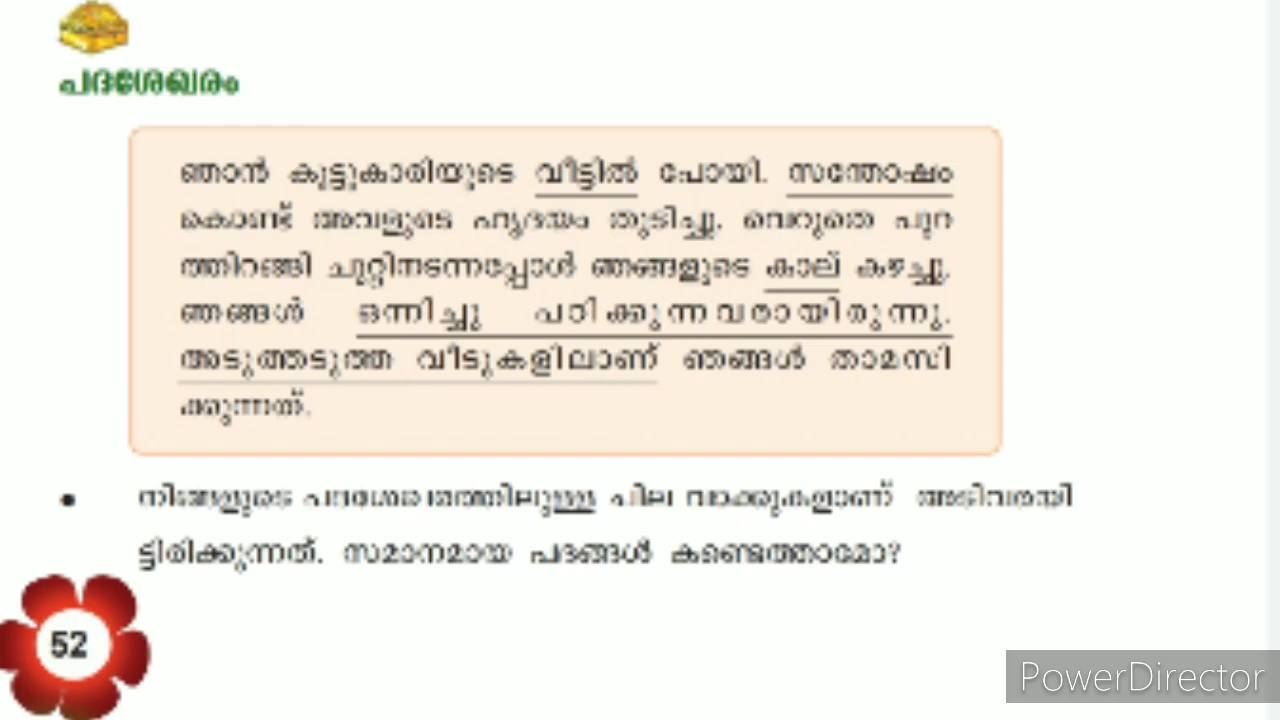 പദശേഖരം
ഞാൻ കൂട്ടുകാരിയുടെ വീട്ടിൽ പോയി. സന്തോഷം
കൊണ്ട് അവളുടെ ഹൃദയം തുടിച്ചു. വെറുതെ പുറ
ത്തിറങ്ങി ചുറ്റിനടന്നപ്പോൾ ഞങ്ങളുടെ കാല് കഴച്ചു.
ഞങ്ങൾ ഒന്നിച്ചു പഠിക്കുന്നവരായിരുന്നു.
അടുത്തടുത്ത വീടുകളിലാണ് ഞങ്ങൾ താമസി
ക്കുന്നത്.
• നിങ്ങളുടെ പദശേഖരത്തിലുള്ള ചില വാക്കുകളാണ് അടിവരയി
ട്ടിരിക്കുന്നത്. സമാനമായ പദങ്ങൾ കണ്ടെത്താമോ?
52
PowerDirector